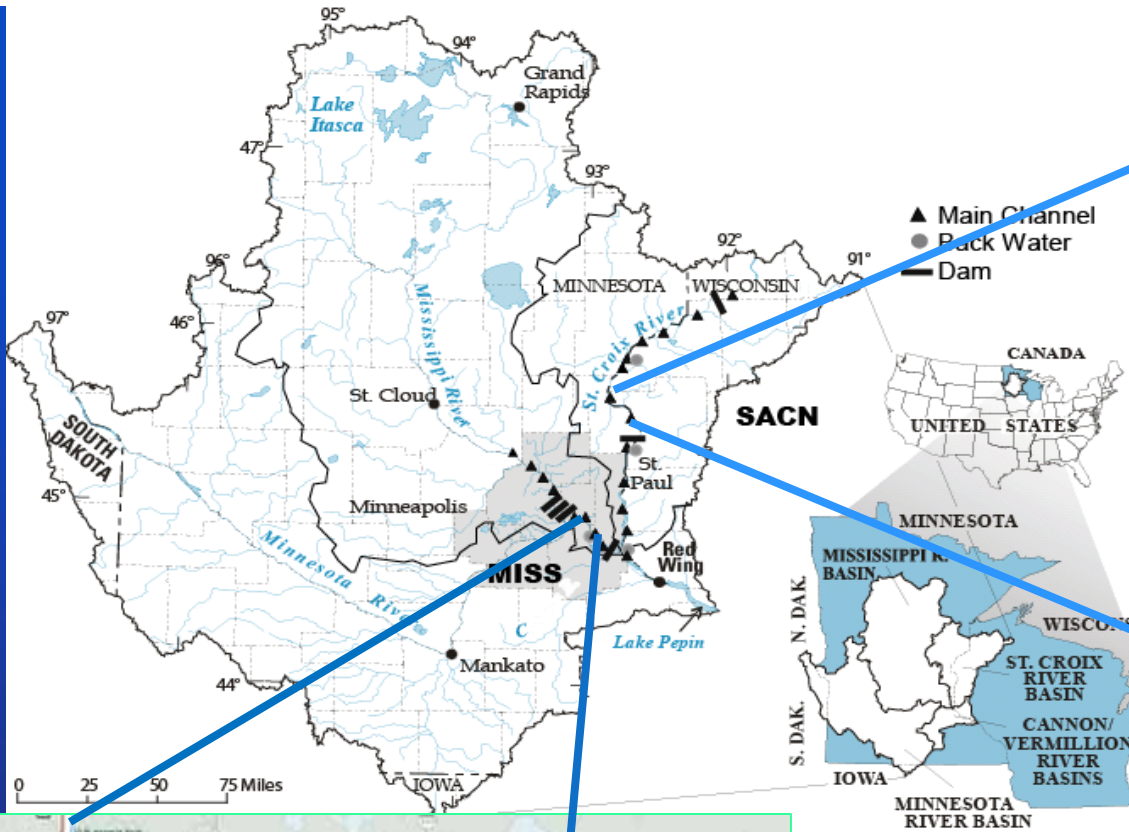 95°
94°
Grand
Rapids
Lake
Itasca
47°
93°
Main Channel
Back Water
Dam
92°
91°
96°
MINNESOTA
WISCONSIN
97°
46°
Mississippi River
St. Croix River
CANADA
St. Cloud
SACN
UNITED STATES
SOUTH
DAKOTA
St.
Paul
45°
Minneapolis
MINNESOTA
Red
Wing
MISSISSIPPI R.
BASIN
MISS
Minnesota River
N. DAK.
WISCONS
C
Lake Pepin
Mankato
ST. CROIX
RIVER
BASIN
44°
S. DAK.
CANNON/
VERMILLION
RIVER
BASINS
IOWA
IOWA
0 25 50 75 Miles
MINNESOTA
RIVER BASIN